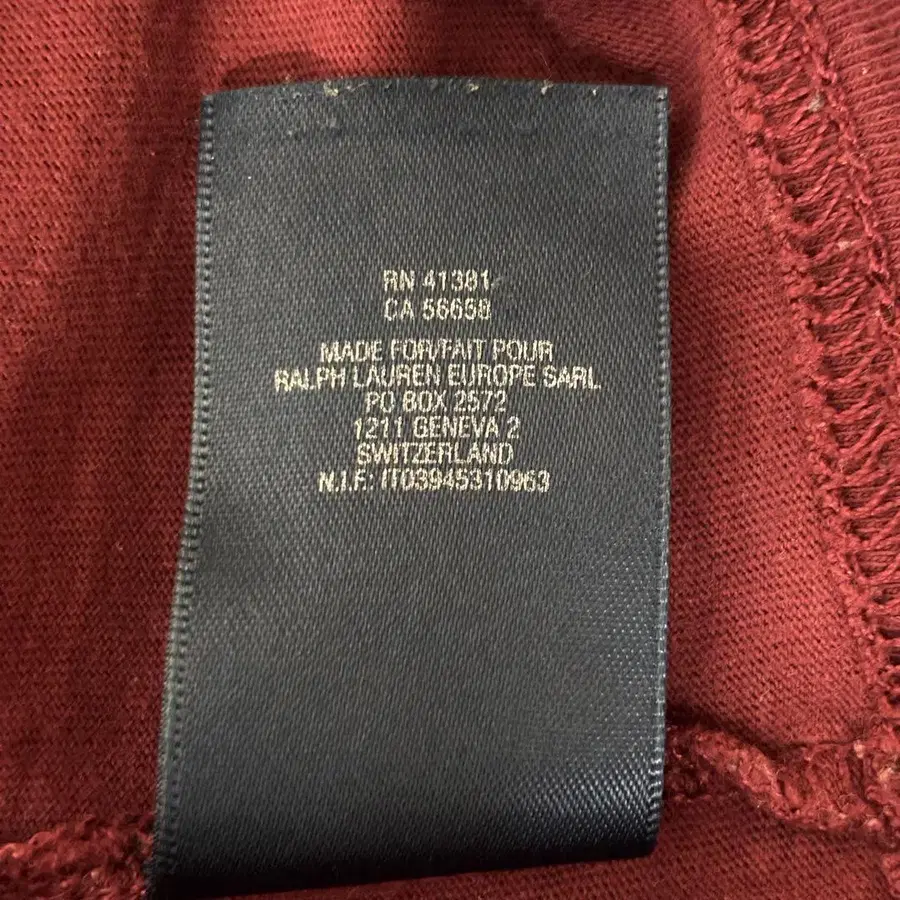 RN 41381
CA 56658
MADE FOR/FAIT POUR
RALPH LAUREN EUROPE SARL
PO BOX 2572
1211 GENEVA 2
SWITZERLAND
N.I.F: IT03945310963